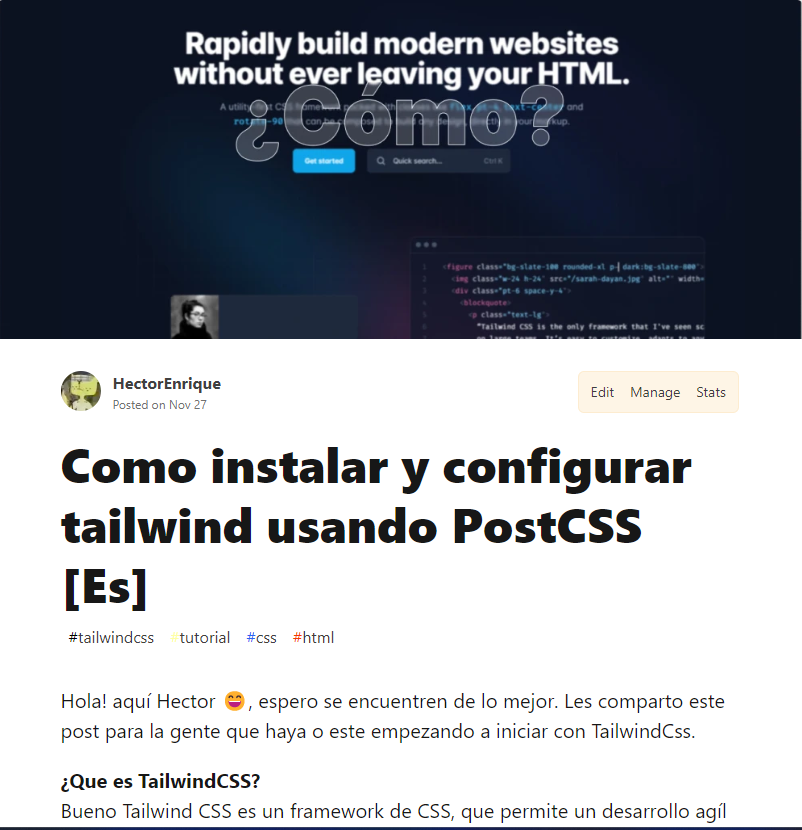 Rapidly build modern websites
without ever leaving your HTML.
¿Cómo?
A utility-first CSS framework packed with classes like flex, pt-4, text-center and
rotate-90 that can be composed to build any design, directly in your markup.
Get started
Quick search...
Ctrl K
1 <figure class="bg-slate-100 rounded-xl p-dark:bg-slate-800">
2 <img class="w-24 h-24" src="/sarah-dayan.jpg" alt="" width=
3 <div class="pt-6 space-y-4">
4 <blockquote>
5 <p class="text-lg">
6 "Tailwind CSS is the only framework that I've seen sc
on large teams. It's easy to customize, adapts to any
HectorEnrique
Posted on Nov 27
Edit Manage Stats
Como instalar y configurar
tailwind usando PostCSS
[Es]
#tailwindcss #tutorial #css #html
Hola! aquí Hector 😄, espero se encuentren de lo mejor. Les comparto este
post para la gente que haya o este empezando a iniciar con TailwindCss.
¿Que es TailwindCSS?
Bueno Tailwind CSS es un framework de CSS, que permite un desarrollo agíl